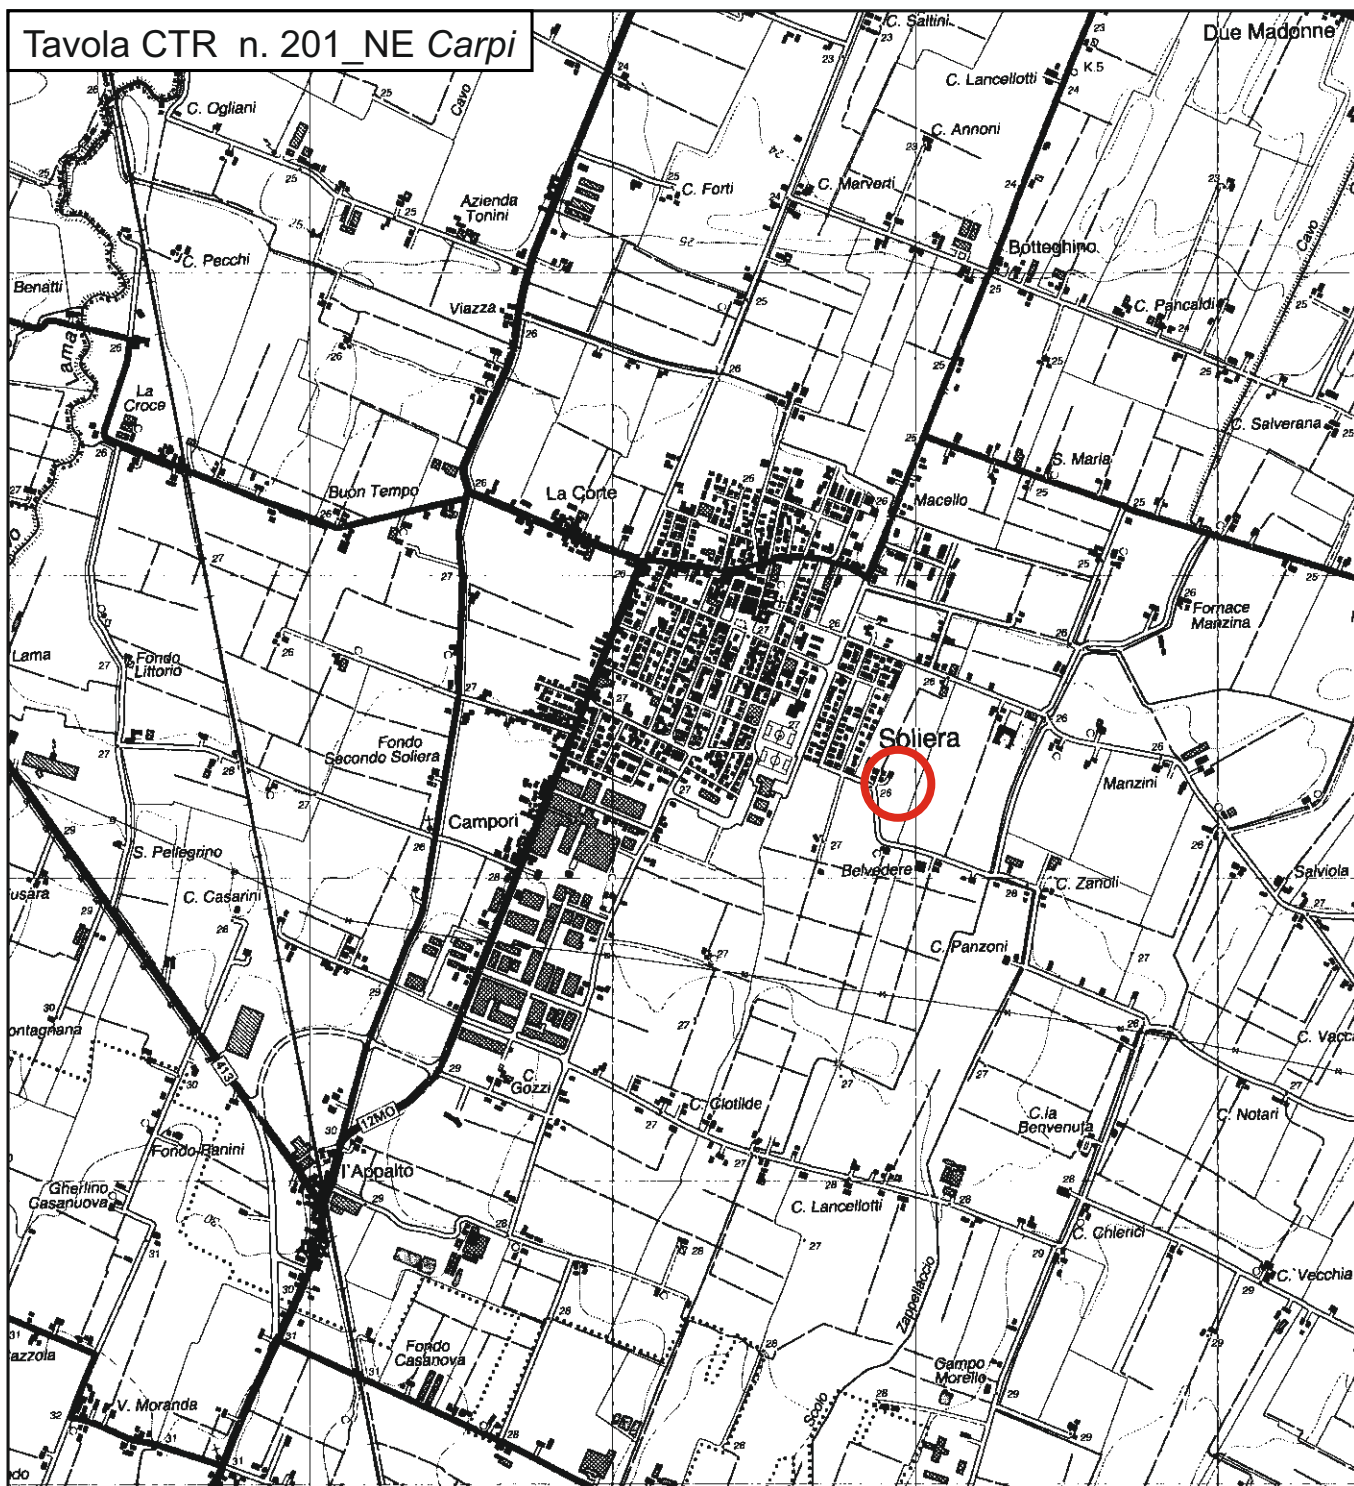 Tavola CTR n. 201_NE Carpi
C. Saltini
Due Madonne
K.5
C. Lancellotti
C. Ogliani
Cavo
C. Annoni
C. Forti
C. Merverti
Azienda
Tonini
Botteghino
Cavo
C. Pecchi
Benatti
Viazza
C. Pancaldi
Lama
La
Croce
C. Salverana
S. Maria
Buon Tempo
La Corte
Macello
Fornace
Manzina
Lama
Fondo
Littorio
Fondo
Secondo Soliera
Soliera
26
Manzini
Campori
S. Pellegrino
Belvedere
Salviola
C. Zanoli
C. Casarini
C. Panzoni
C. Vacca
413
C.
Gozzi
C. Clotilde
C. Notari
C. la
Benvenuta
12MO
Fondo Panini
l'Appalto
Gherlino
Casanuova
C. Lancellotti
C. Chierici
C. Vecchia
Zappellaccio
Fondo
Casanova
Campo
Morello
V. Moranda
Scolo